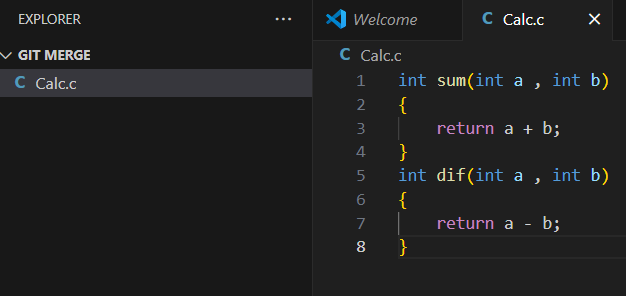 EXPLORER ...
GIT MERGE
C Calc.c
Welcome
C Calc.c
C Calc.c
1 int sum(int a , int b)
2 {
3 return a + b;
4 }
5 int dif(int a , int b)
6 {
7 return a - b;
8 }